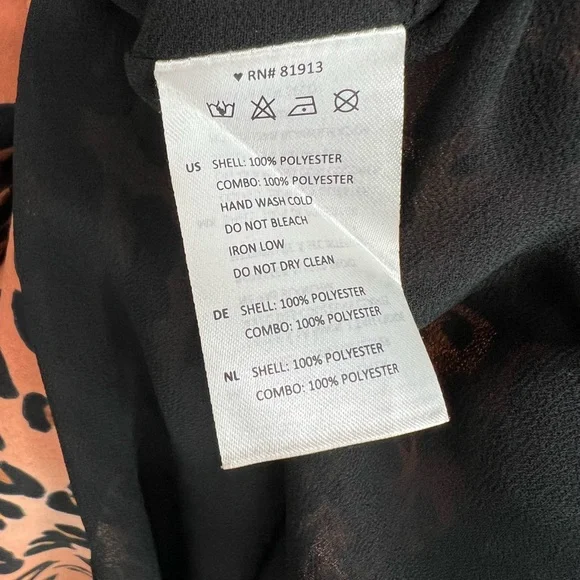 ♥ RN# 81913
US SHELL: 100% POLYESTER
COMBO: 100% POLYESTER
HAND WASH COLD
DO NOT BLEACH
IRON LOW
DO NOT DRY CLEAN
DE SHELL: 100% POLYESTER
COMBO: 100% POLYESTER
NL SHELL: 100% POLYESTER
COMBO: 100% POLYESTER